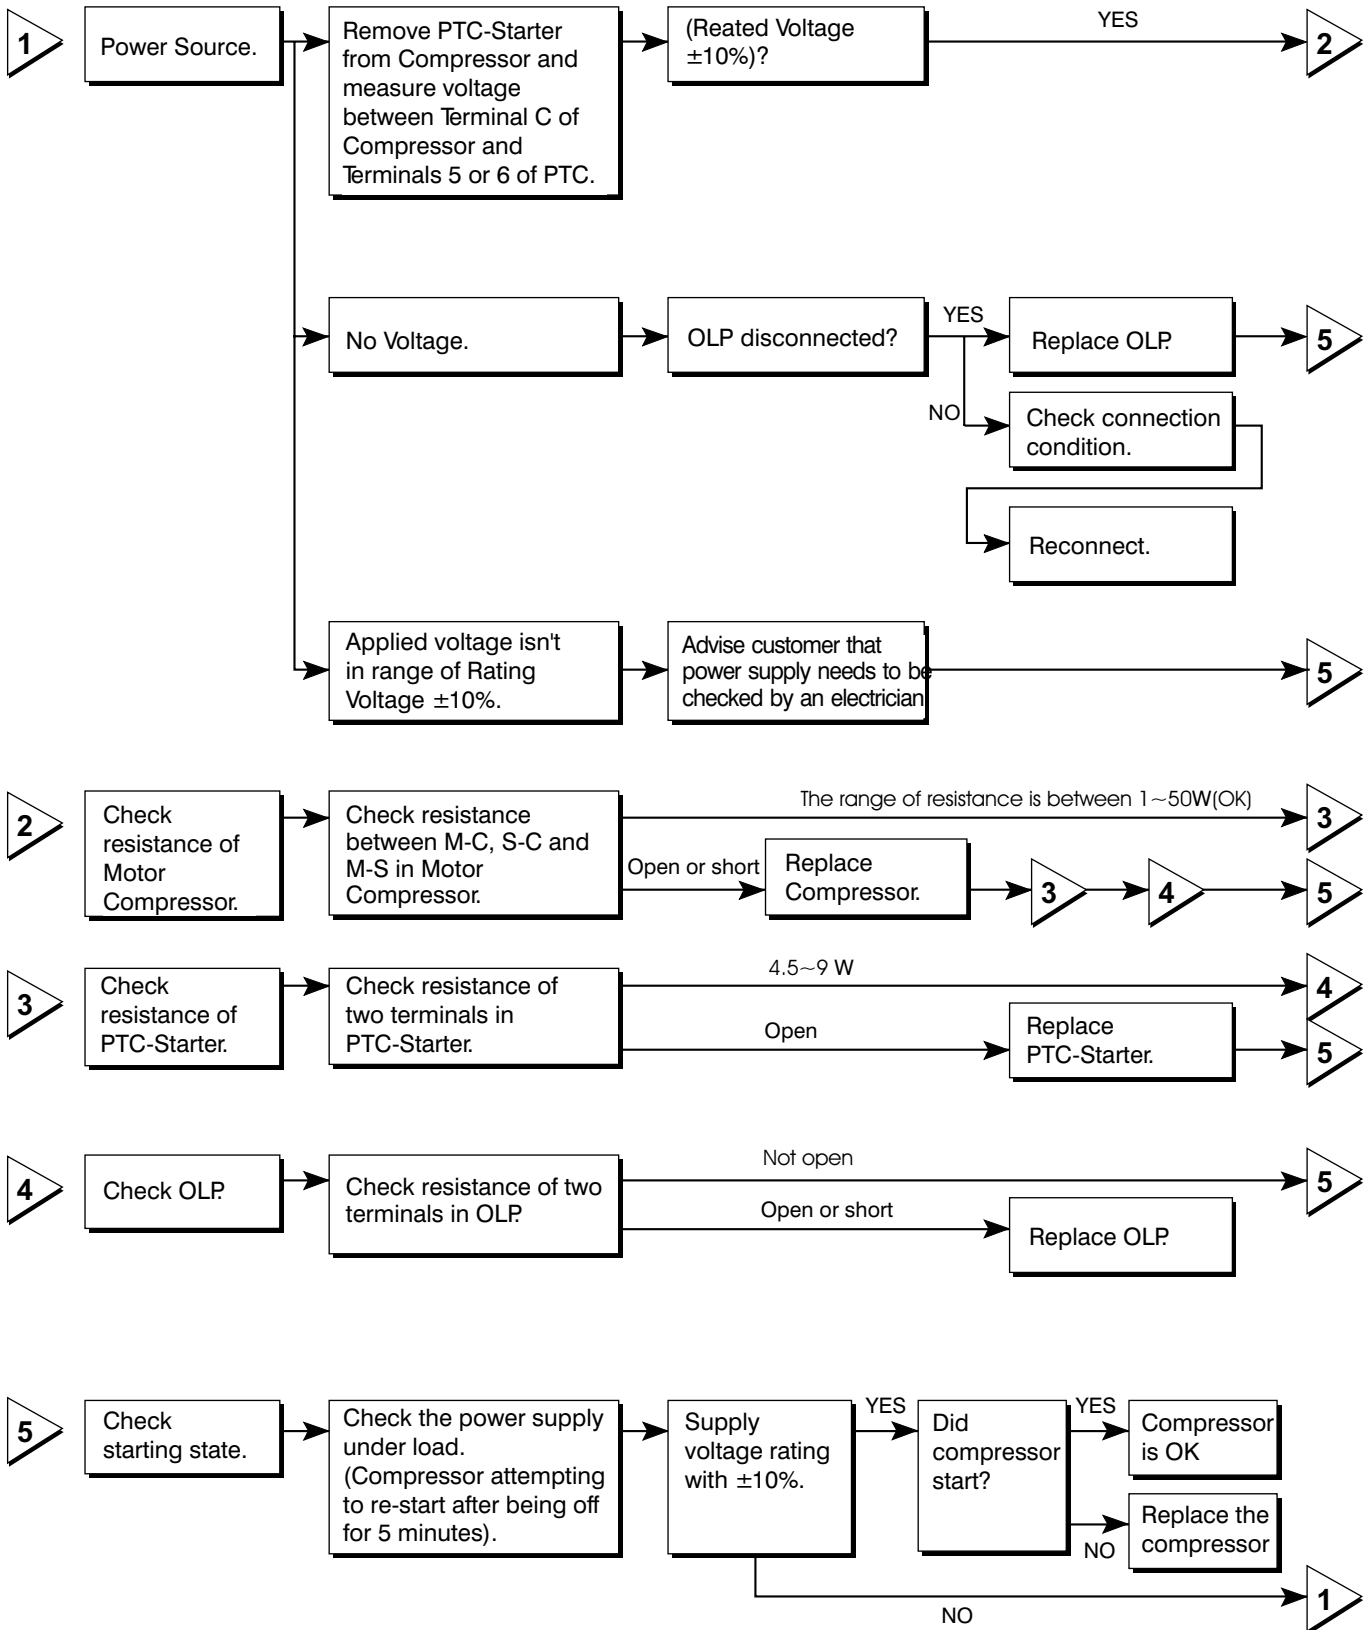 1
Power Source.
Remove PTC-Starter
from Compressor and
measure voltage
between Terminal C of
Compressor and
Terminals 5 or 6 of PTC.
(Reated Voltage
±10%)?
YES
2
No Voltage.
OLP disconnected?
YES
Replace OLP.
5
NO
Check connection
condition.
Reconnect.
Applied voltage isn't
in range of Rating
Voltage ±10%.
Advise customer that
power supply needs to be
checked by an electrician
5
2
Check
resistance of
Motor
Compressor.
Check resistance
between M-C, S-C and
M-S in Motor
Compressor.
The range of resistance is between 1~50W(OK)
3
Open or short
Replace
Compressor.
3
4
5
3
Check
resistance of
PTC-Starter.
Check resistance of
two terminals in
PTC-Starter.
4.5~9 W
4
Open
Replace
PTC-Starter.
5
4
Check OLP.
Check resistance of two
terminals in OLP.
Not open
5
Open or short
Replace OLP.
5
Check
starting state.
Check the power supply
under load.
(Compressor attempting
to re-start after being off
for 5 minutes).
Supply
voltage rating
with ±10%.
YES
Did
compressor
start?
YES
Compressor
is OK
NO
Replace the
compressor
NO
1